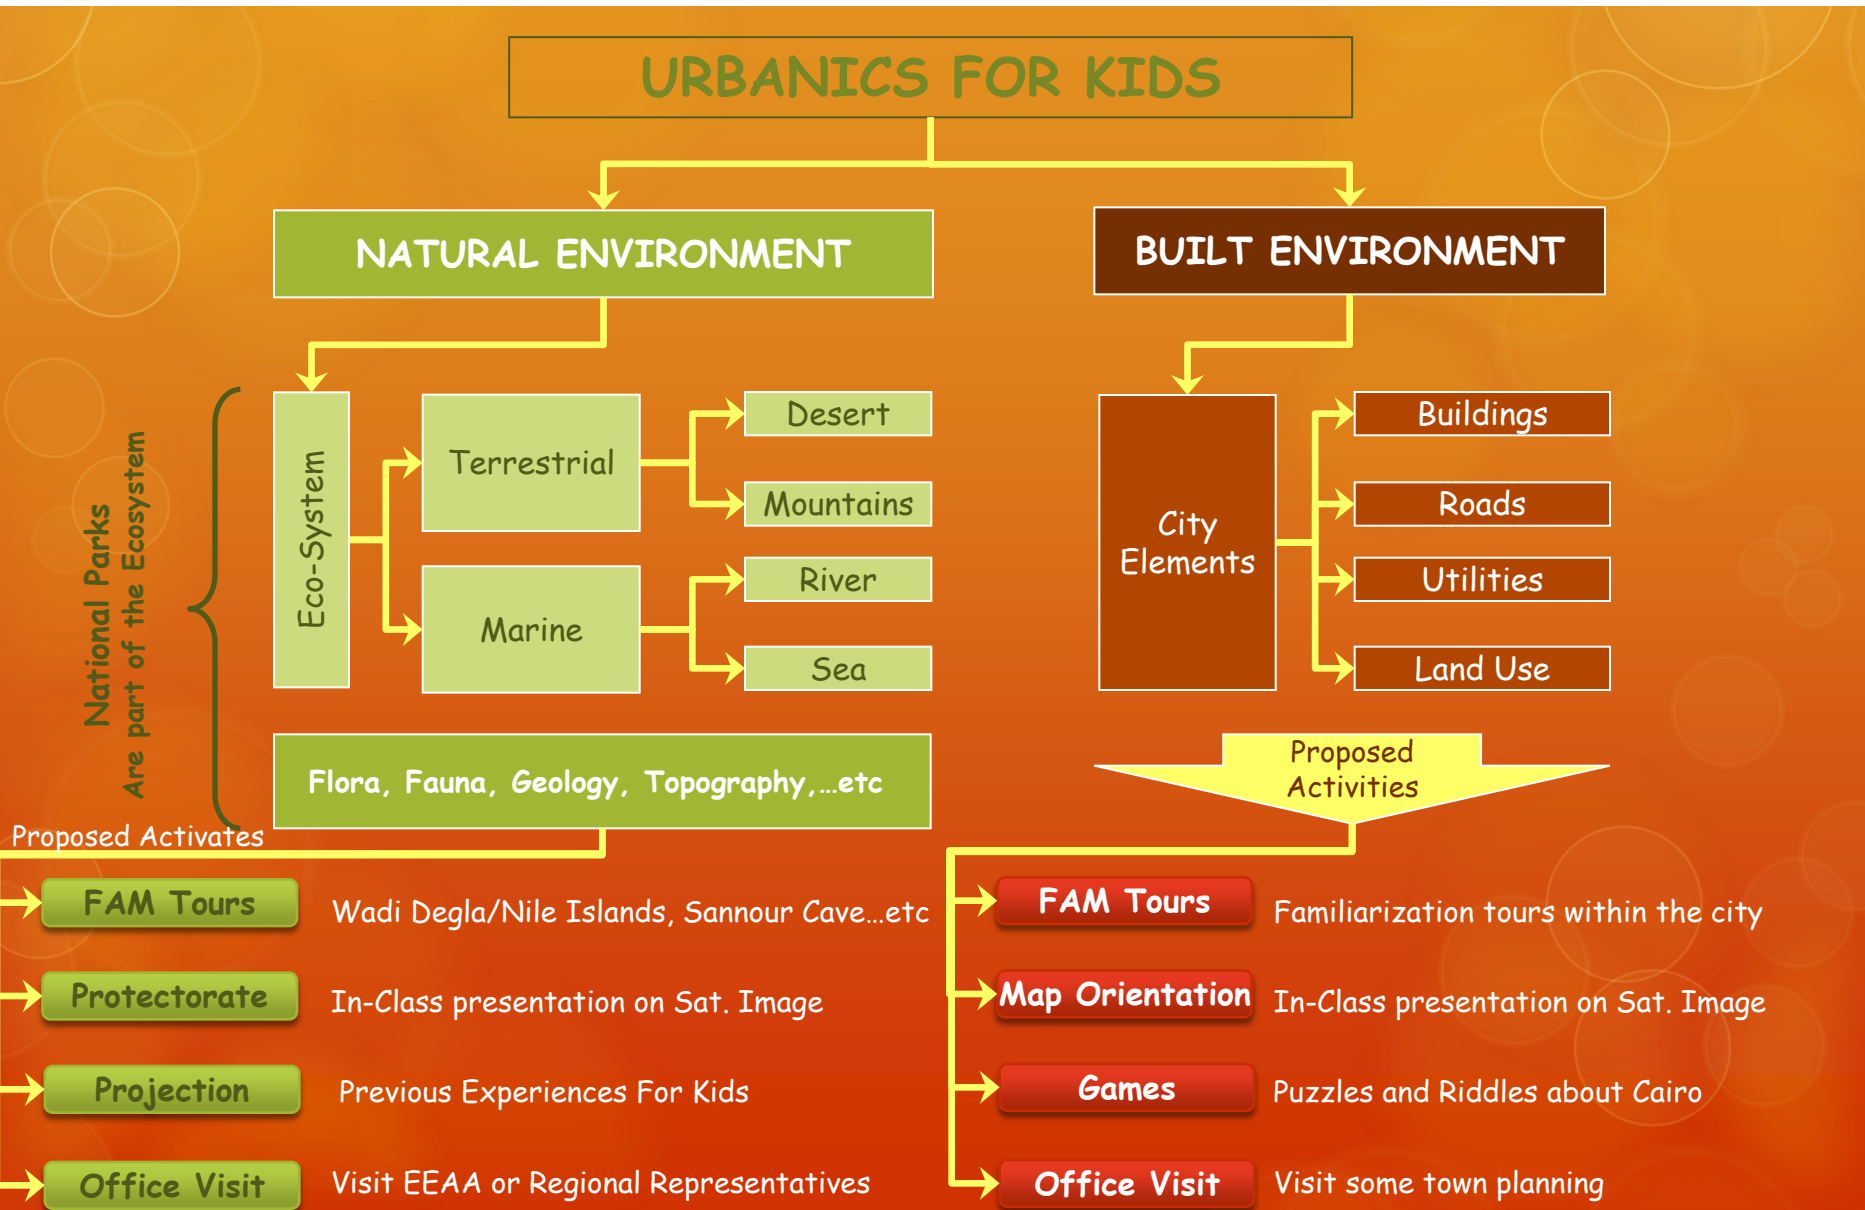 URBANICS FOR KIDS
NATURAL ENVIRONMENT
BUILT ENVIRONMENT
National Parks
Are part of the Ecosystem
Eco-System
Terrestrial
Marine
Desert
Mountains
River
Sea
Flora, Fauna, Geology, Topography,...etc
City
Elements
Buildings
Roads
Utilities
Land Use
Proposed Activates
FAM Tours
Wadi Degla/Nile Islands, Sannour Cave...etc
Protectorate
In-Class presentation on Sat. Image
Projection
Previous Experiences For Kids
Office Visit
Visit EEAA or Regional Representatives
Proposed
Activities
FAM Tours
Familiarization tours within the city
Map Orientation
In-Class presentation on Sat. Image
Games
Puzzles and Riddles about Cairo
Office Visit
Visit some town planning